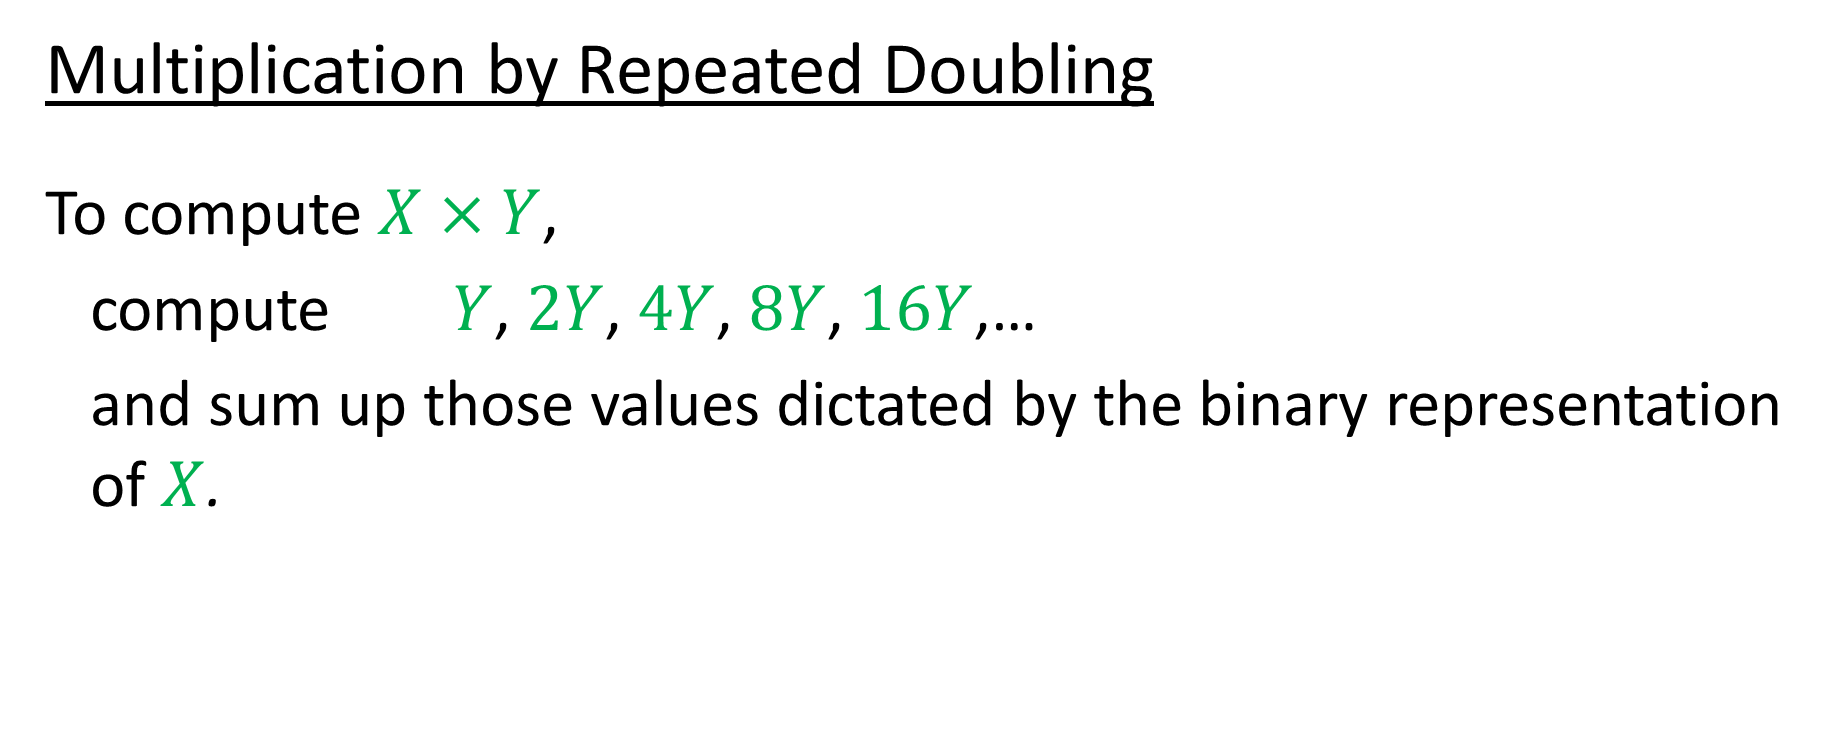 Multiplication by Repeated Doubling
To compute X × Y,
compute Y, 2Y, 4Y, 8Y, 16Y,...
and sum up those values dictated by the binary representation
of X.